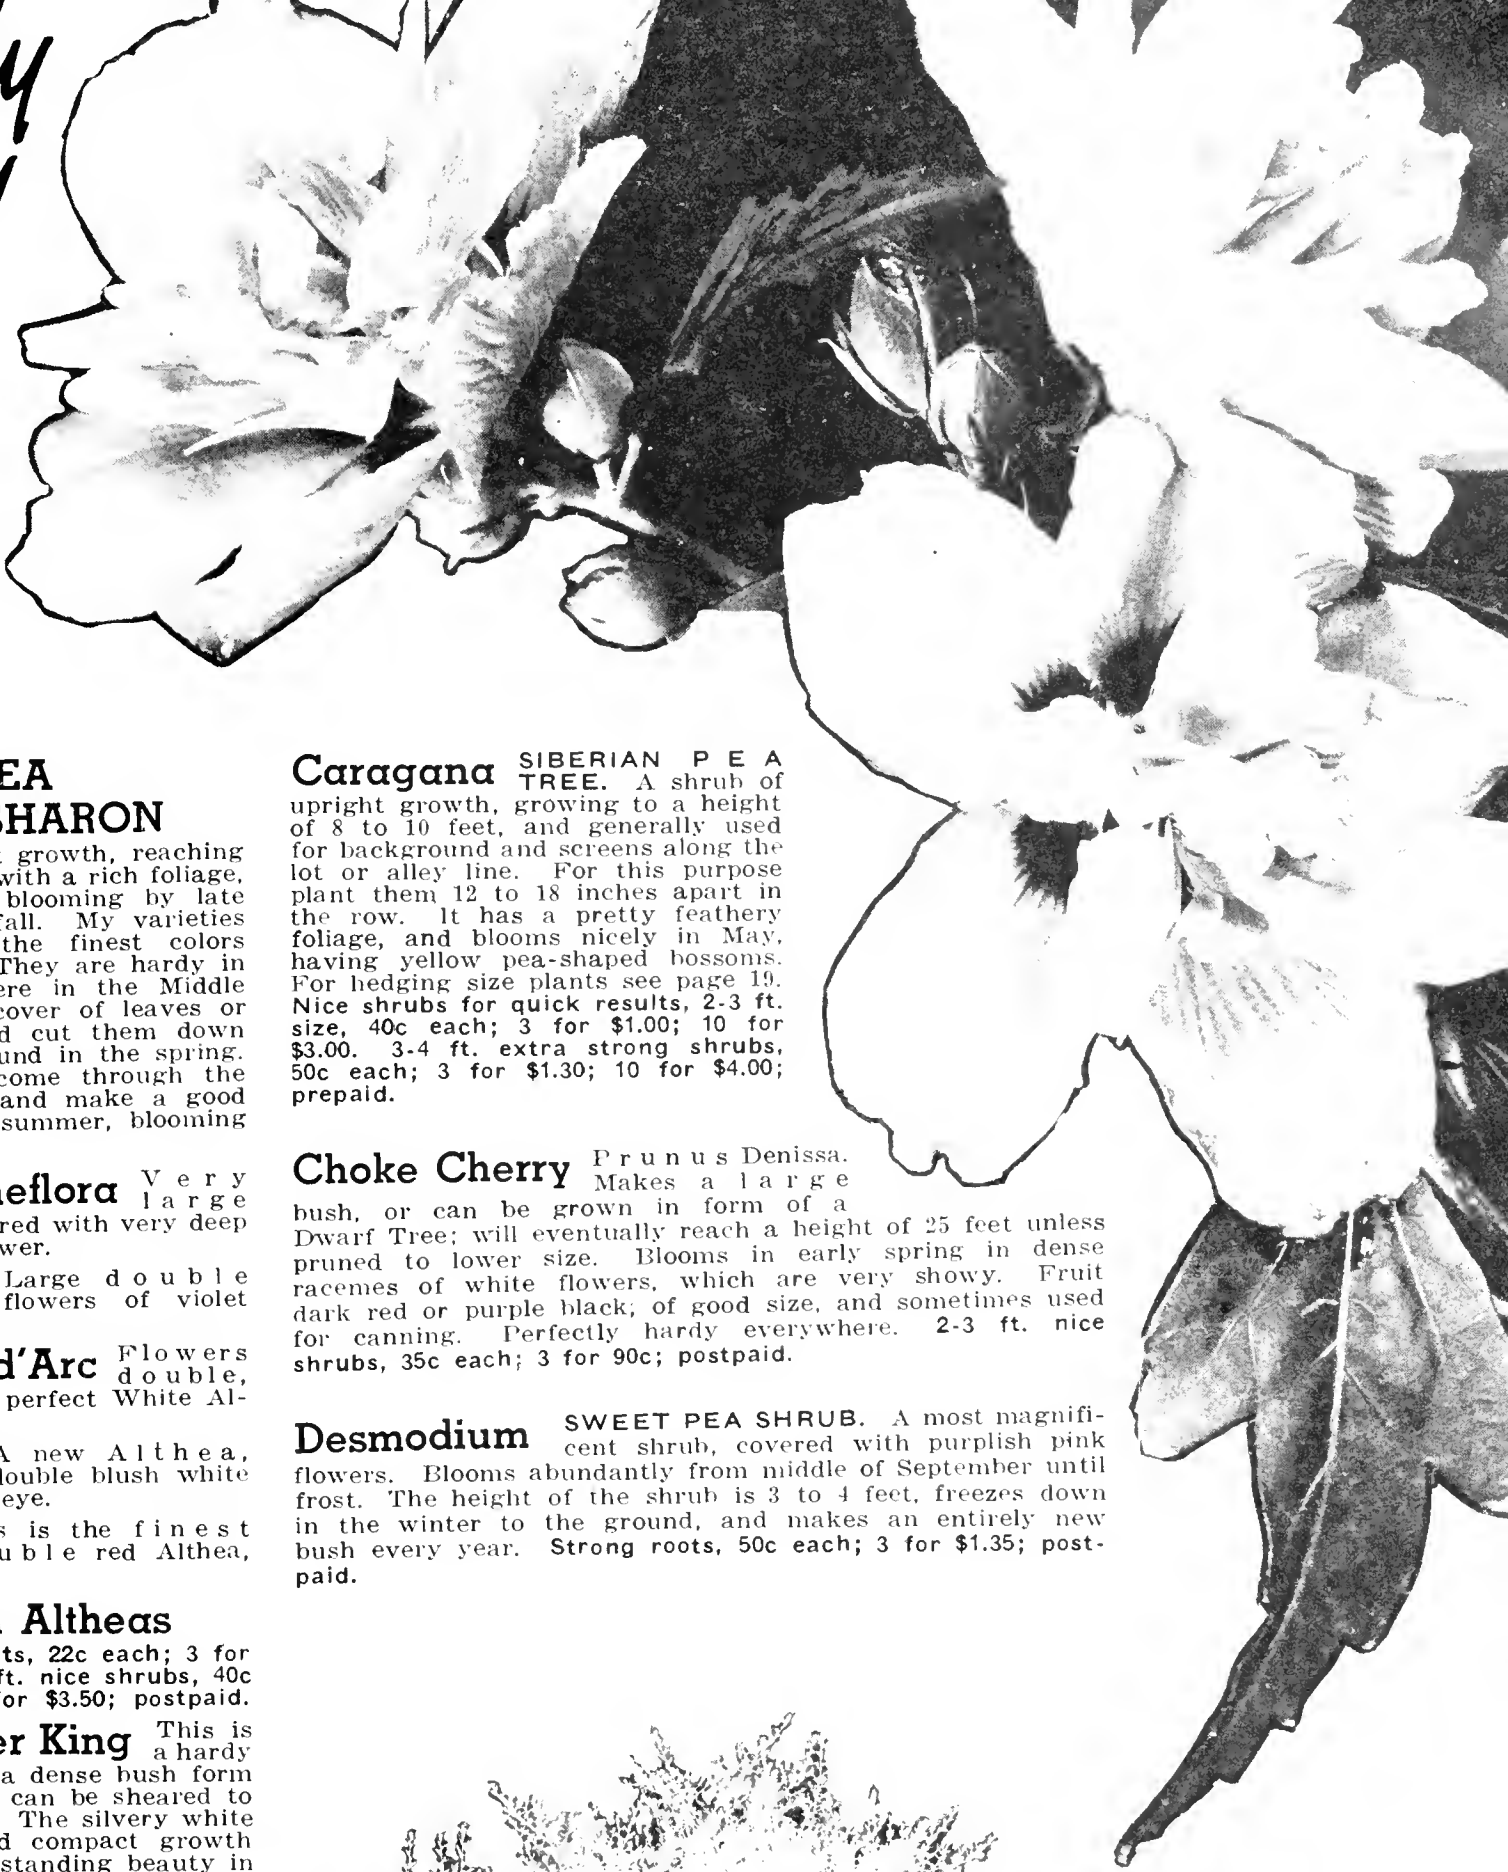 EA
SHARON
growth, reaching
with a rich foliage,
blooming by late
fall. My varieties
the finest colors
They are hardy in
ere in the Middle
cover of leaves or
d cut them down
und in the spring.
come through the
and make a good
summer, blooming
neflora Very
large
red with very deep
wer.
Large double
flowers of violet
d'Arc Flowers
double,
perfect White Al-
A new Althea,
double blush white
eye.
s is the finest
uble red Althea,
Altheas
ts, 22c each; 3 for
ft. nice shrubs, 40c
or $3.50; postpaid.
er King This is
a hardy
a dense bush form
can be sheared to
The silvery white
d compact growth
standing beauty in
Caragana SIBERIAN PEA
TREE. A shrub of
upright growth, growing to a height
of 8 to 10 feet, and generally used
for background and screens along the
lot or alley line. For this purpose
plant them 12 to 18 inches apart in
the row. It has a pretty feathery
foliage, and blooms nicely in May,
having yellow pea-shaped bossoms.
For hedging size plants see page 19.
Nice shrubs for quick results, 2-3 ft.
size, 40c each; 3 for $1.00; 10 for
$3.00. 3-4 ft. extra strong shrubs,
50c each; 3 for $1.30; 10 for $4.00;
prepaid.
Choke Cherry Prunus Denissa.
Makes a large
bush, or can be grown in form of a
Dwarf Tree; will eventually reach a height of 25 feet unless
pruned to lower size. Blooms in early spring in dense
racemes of white flowers, which are very showy. Fruit
dark red or purple black; of good size, and sometimes used
for canning. Perfectly hardy everywhere. 2-3 ft. nice
shrubs, 35c each; 3 for 90c; postpaid.
Desmodium SWEET PEA SHRUB. A most magnifi-
cent shrub, covered with purplish pink
flowers. Blooms abundantly from middle of September until
frost. The height of the shrub is 3 to 4 feet, freezes down
in the winter to the ground, and makes an entirely new
bush every year. Strong roots, 50c each; 3 for $1.35; post-
paid.